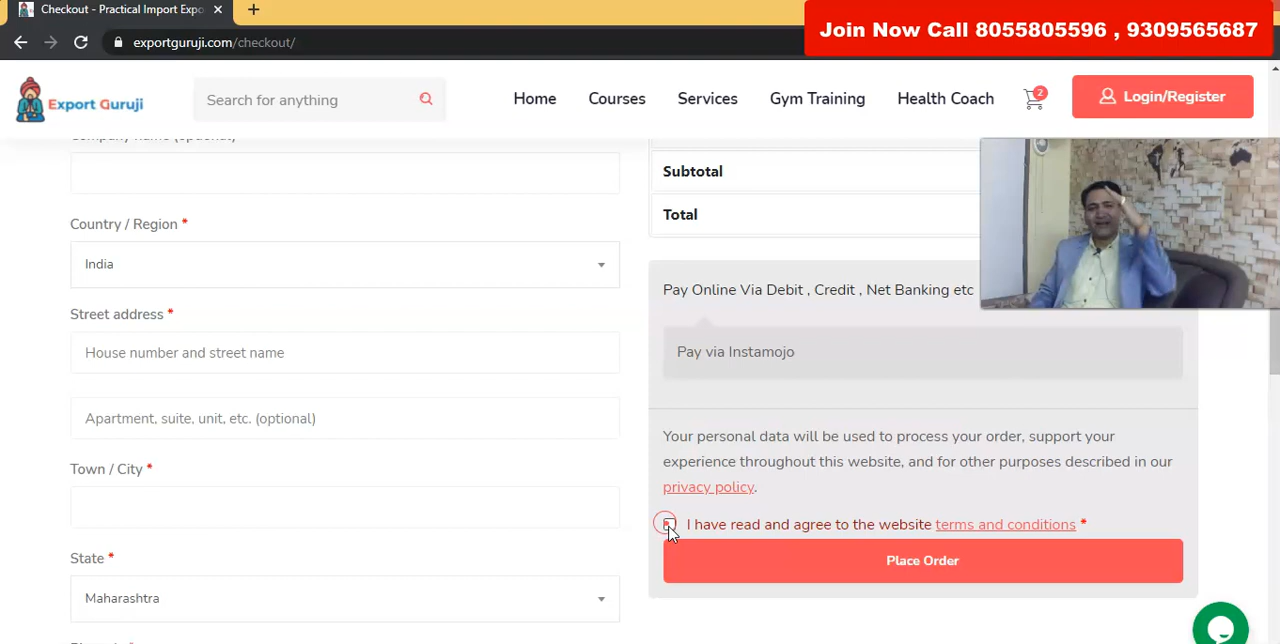 Checkout - Practical Import Expo
Join Now Call 8055805596 , 9309565687
exportguruji.com/checkout/
Export Guruji
Search for anything
Home
Courses
Services
Gym Training
Health Coach
2
Login/Register
Company name (optional)
Subtotal
Country / Region *
Total
India
Pay Online Via Debit , Credit , Net Banking etc
Street address *
House number and street name
Pay via Instamojo
Apartment, suite, unit, etc. (optional)
Your personal data will be used to process your order, support your
experience throughout this website, and for other purposes described in our
privacy policy.
Town / City *
I have read and agree to the website terms and conditions *
State *
Place Order
Maharashtra